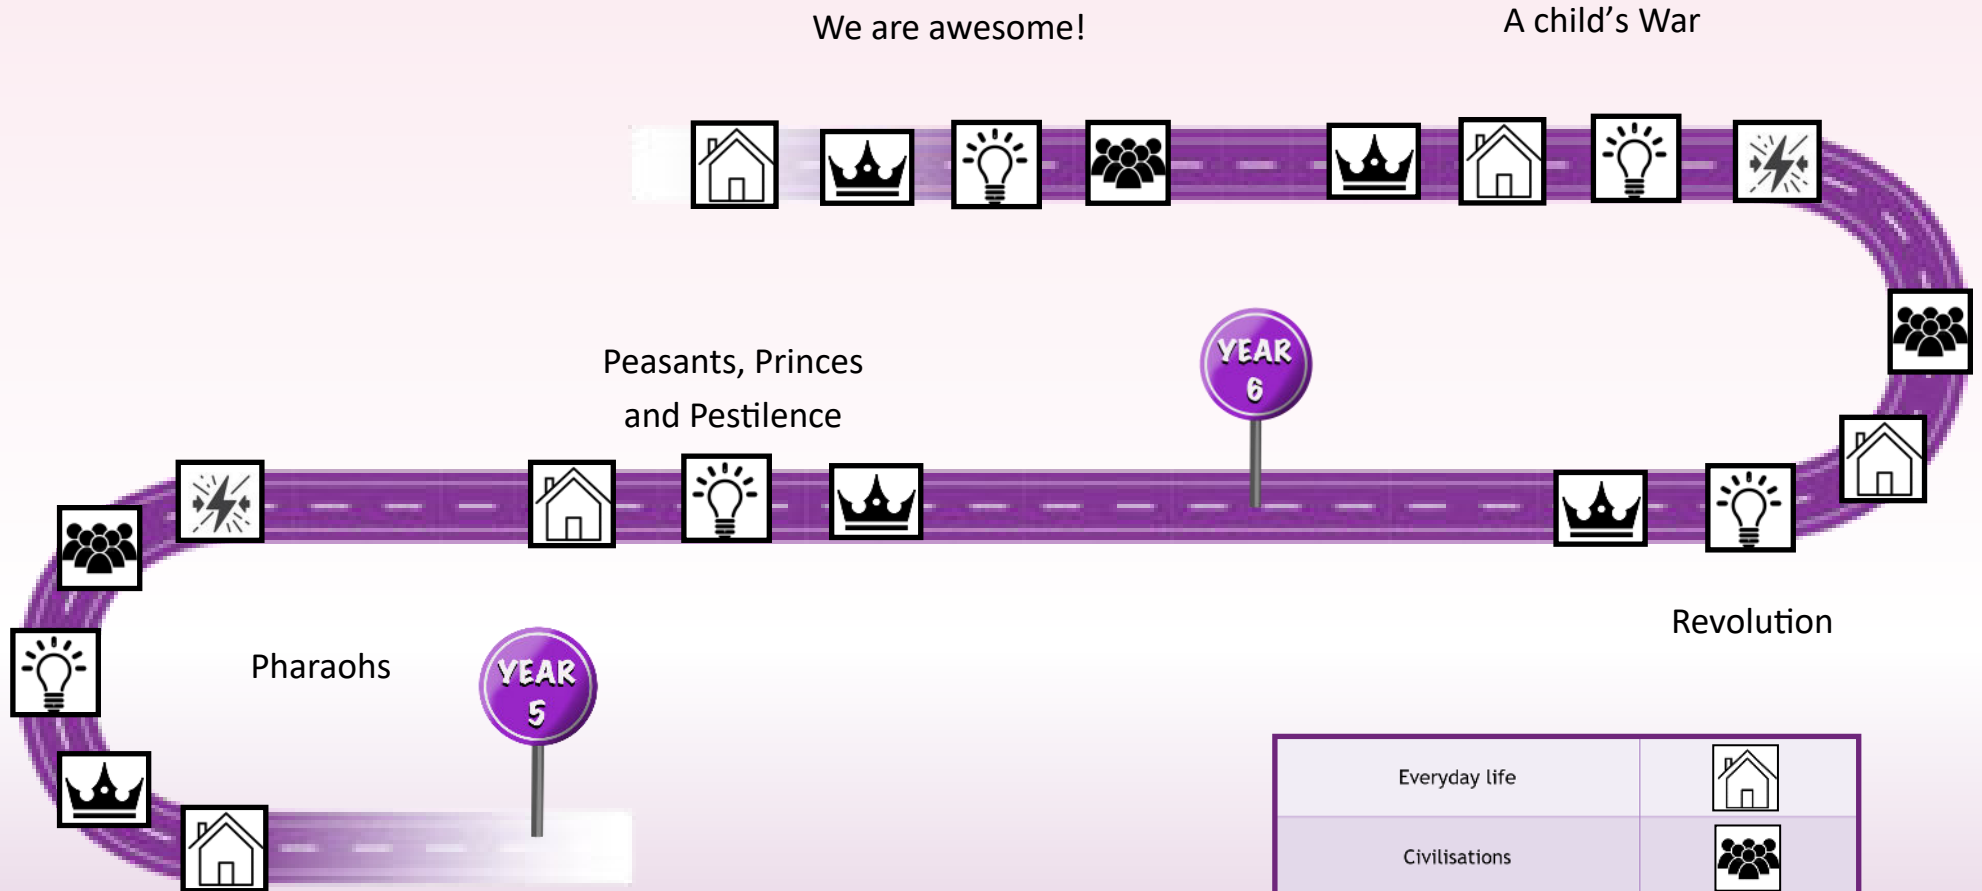 We are awesome!
A child’s War
Peasants, Princes
and Pestilence
YEAR
6
Revolution
Pharaohs
YEAR
5
Everyday life
Civilisations